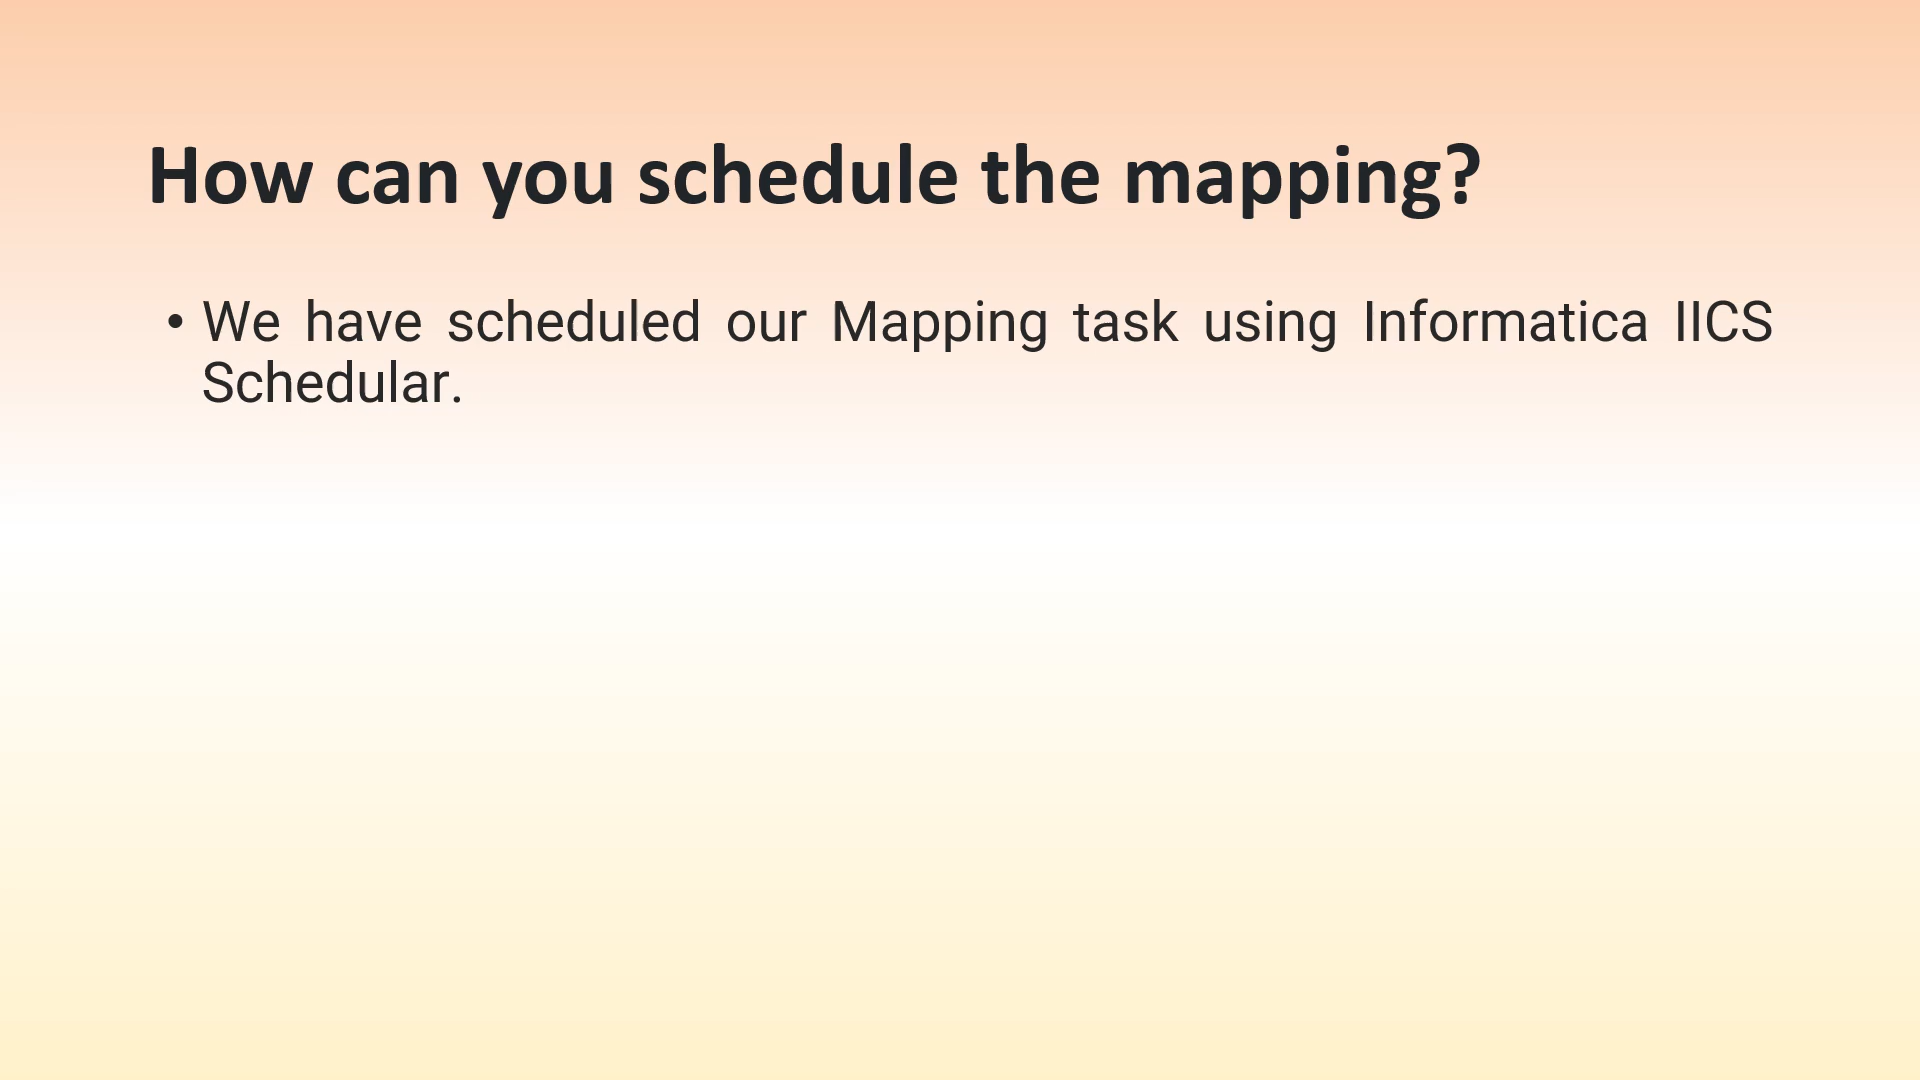 How can you schedule the mapping?
• We have scheduled our Mapping task using Informatica IICS
Schedular.